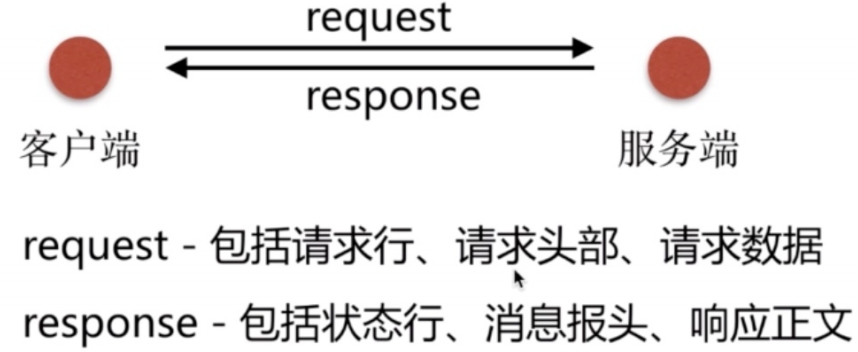 request
response
客户端
服务端
request - 包括请求行、请求头部、请求数据
response - 包括状态行、消息报头、响应正文